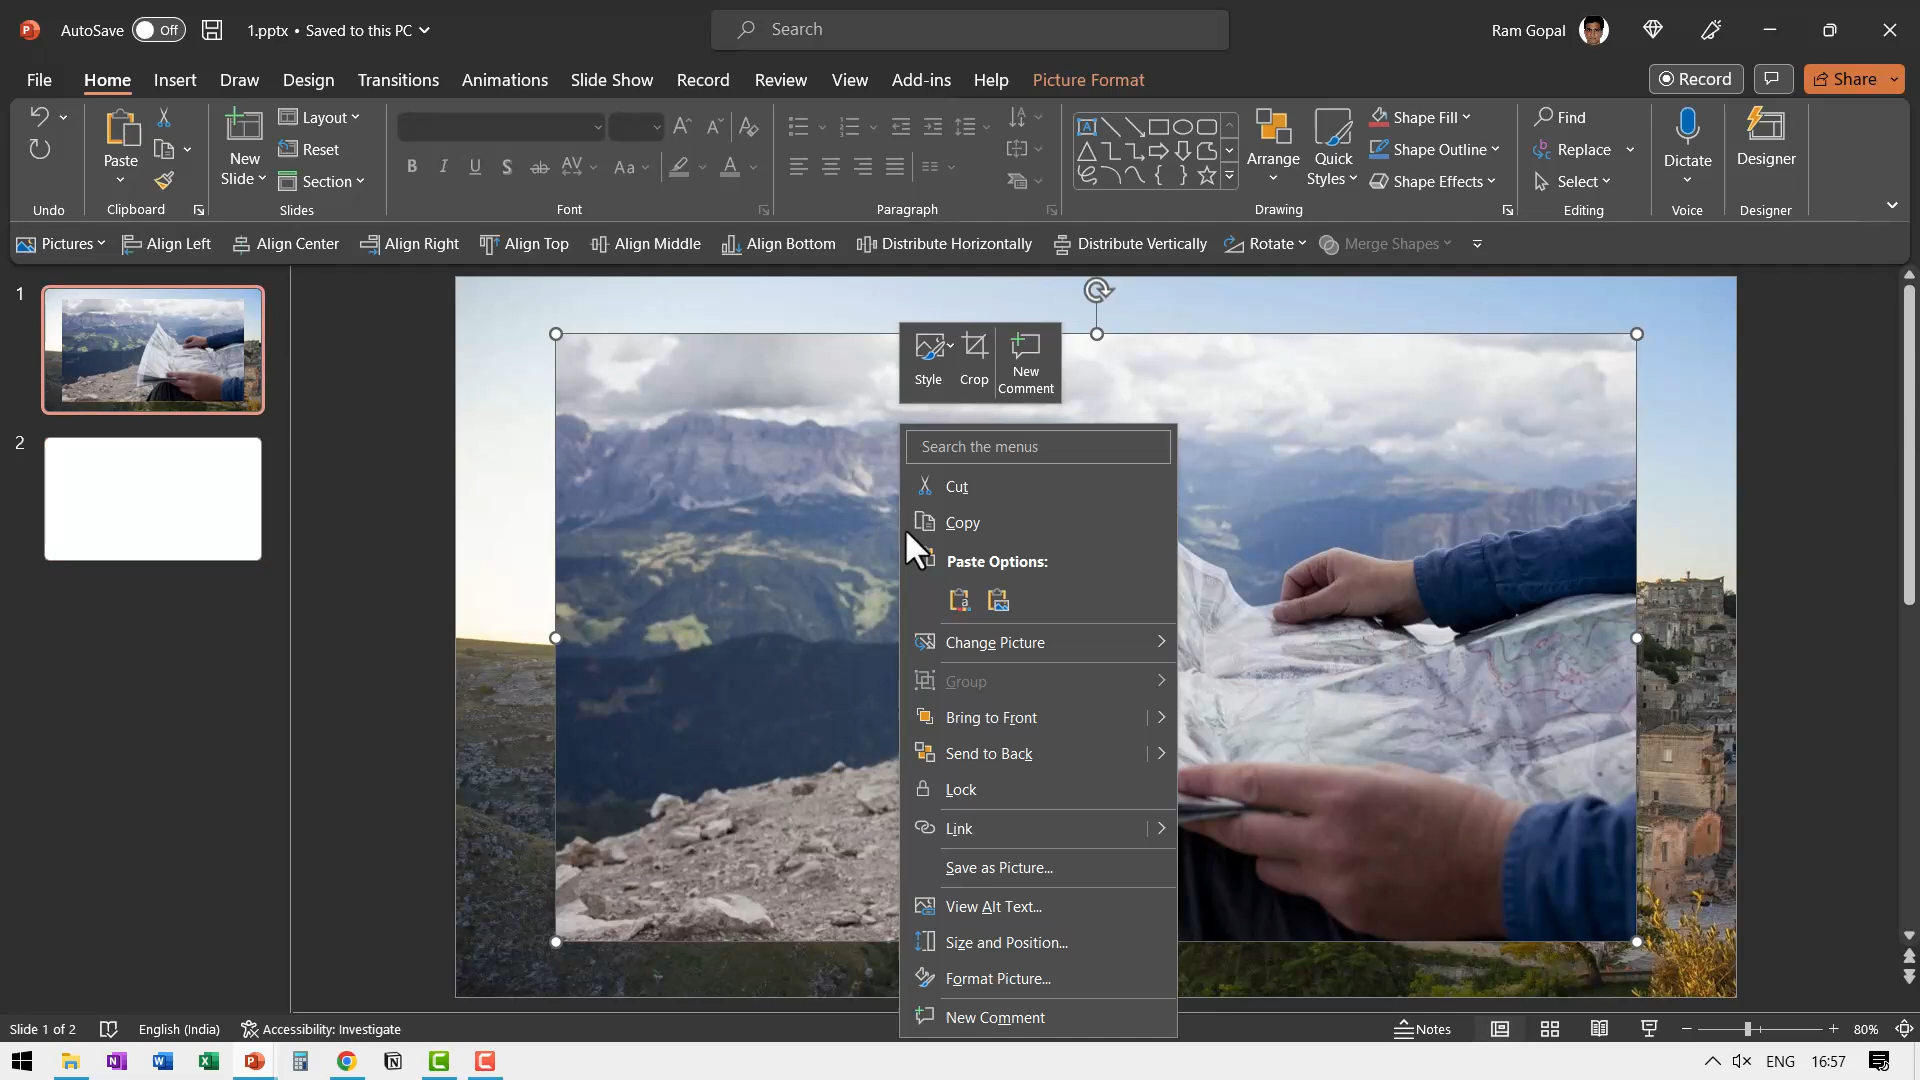 AutoSave Off 1.pptx • Saved to this PC Search Ram Gopal
File Home Insert Draw Design Transitions Animations Slide Show Record Review View Add-ins Help Picture Format Record Share
Undo
Paste
Clipboard
New
Slide
Layout
Reset
Section
Slides
B I U S ab AV Aa A
Font
Paragraph
Arrange
Quick
Styles
Shape Fill
Shape Outline
Shape Effects
Drawing
Find
Replace
Select
Editing
Dictate
Voice
Designer
Designer
Pictures Align Left Align Center Align Right Align Top Align Middle Align Bottom Distribute Horizontally Distribute Vertically Rotate Merge Shapes
1
2
Style Crop New
Comment
Search the menus
Cut
Copy
Paste Options:
Change Picture
Group
Bring to Front
Send to Back
Lock
Link
Save as Picture...
View Alt Text...
Size and Position...
Format Picture...
New Comment
Slide 1 of 2 English (India) Accessibility: Investigate Notes 80%
ENG 16:57